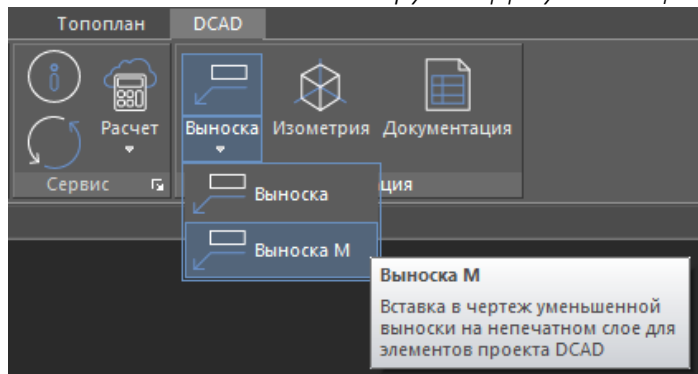 Топоплан DCAD
Расчет Выноска Изометрия Документация
Сервис ция
Выноска
Выноска М
Выноска М
Вставка в чертеж уменьшенной
выноски на непечатном слое для
элементов проекта DCAD